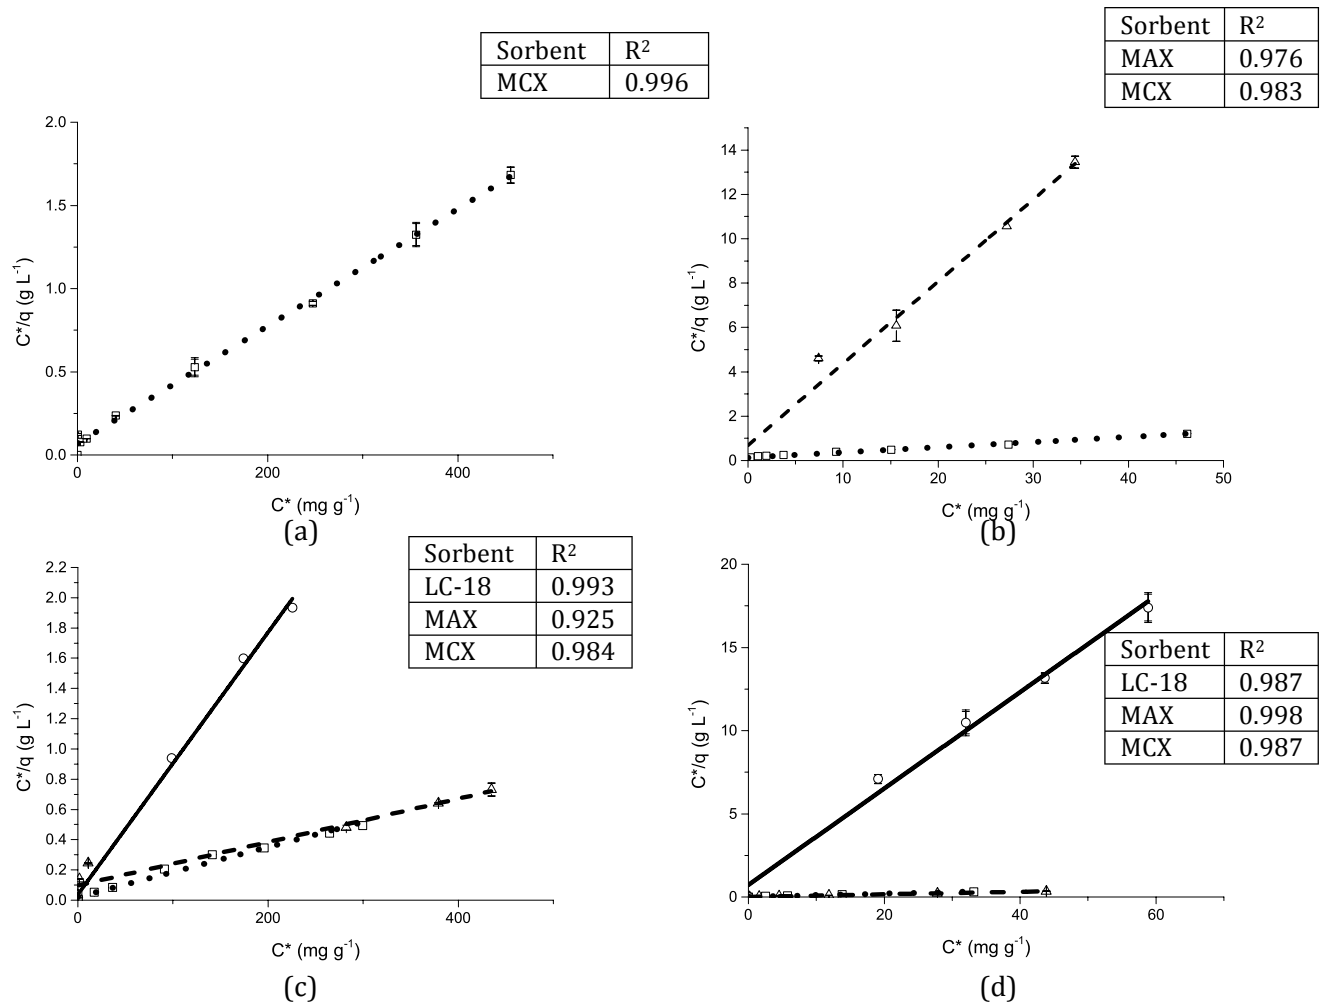 Sorbent R²
MCX 0.996
2.0
1.5
1.0
0.5
0.0
C*/q (g L⁻¹)
0 200 400
C* (mg g⁻¹)
(a)
Sorbent R²
MAX 0.976
MCX 0.983
14
12
10
8
6
4
2
0
C*/q (g L⁻¹)
0 10 20 30 40 50
C* (mg g⁻¹)
(b)
Sorbent R²
LC-18 0.993
MAX 0.925
MCX 0.984
2.2
2.0
1.8
1.6
1.4
1.2
1.0
0.8
0.6
0.4
0.2
0.0
C*/q (g L⁻¹)
0 200 400
C* (mg g⁻¹)
(c)
Sorbent R²
LC-18 0.987
MAX 0.998
MCX 0.987
20
15
10
5
0
C*/q (g L⁻¹)
0 20 40 60
C* (mg g⁻¹)
(d)